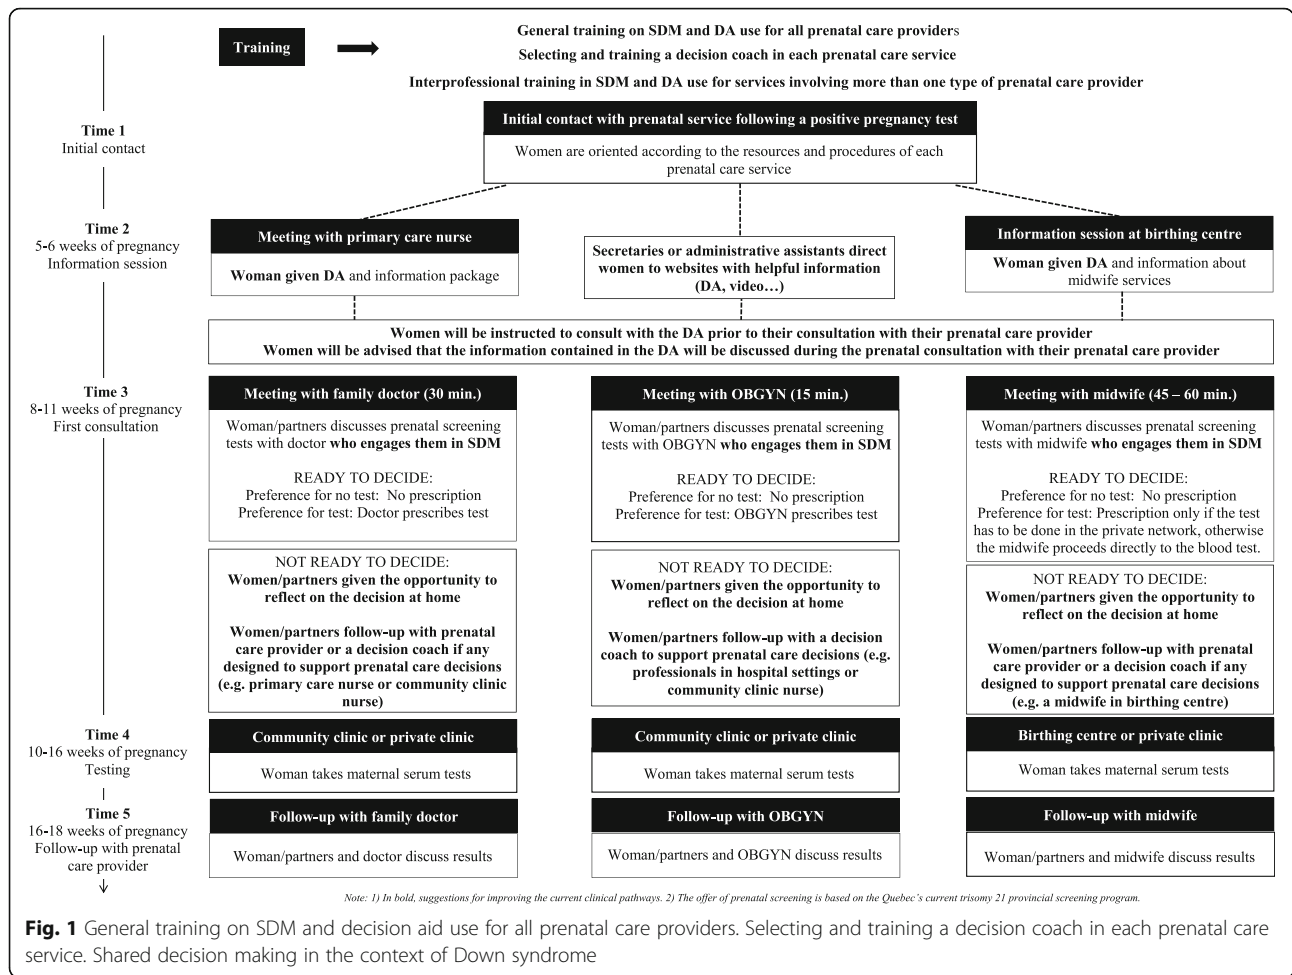 Training
General training on SDM and DA use for all prenatal care providers
Selecting and training a decision coach in each prenatal care service
Interprofessional training in SDM and DA use for services involving more than one type of prenatal care provider
Time 1
Initial contact
Initial contact with prenatal service following a positive pregnancy test
Women are oriented according to the resources and procedures of each
prenatal care service
Time 2
5-6 weeks of pregnancy
Information session
Meeting with primary care nurse
Woman given DA and information package
Secretaries or administrative assistants direct
women to websites with helpful information
(DA, video…)
Information session at birthing centre
Woman given DA and information about
midwife services
Women will be instructed to consult with the DA prior to their consultation with their prenatal care provider
Women will be advised that the information contained in the DA will be discussed during the prenatal consultation with their prenatal care provider
Time 3
8-11 weeks of pregnancy
First consultation
Meeting with family doctor (30 min.)
Woman/partners discusses prenatal screening
tests with doctor who engages them in SDM
READY TO DECIDE:
Preference for no test: No prescription
Preference for test: Doctor prescribes test
NOT READY TO DECIDE:
Women/partners given the opportunity to
reflect on the decision at home
Women/partners follow-up with prenatal
care provider or a decision coach if any
designed to support prenatal care decisions
(e.g. primary care nurse or community clinic
nurse)
Meeting with OBGYN (15 min.)
Woman/partners discusses prenatal screening
tests with OBGYN who engages them in SDM
READY TO DECIDE:
Preference for no test: No prescription
Preference for test: OBGYN prescribes test
NOT READY TO DECIDE:
Women/partners given the opportunity to
reflect on the decision at home
Women/partners follow-up with a decision
coach to support prenatal care decisions (e.g.
professionals in hospital settings or
community clinic nurse)
Meeting with midwife (45 – 60 min.)
Woman/partners discusses prenatal screening
tests with midwife who engages them in SDM
READY TO DECIDE:
Preference for no test: No prescription
Preference for test: Prescription only if the test
has to be done in the private network, otherwise
the midwife proceeds directly to the blood test.
NOT READY TO DECIDE:
Women/partners given the opportunity to
reflect on the decision at home
Women/partners follow-up with prenatal
care provider or a decision coach if any
designed to support prenatal care decisions
(e.g. a midwife in birthing centre)
Time 4
10-16 weeks of pregnancy
Testing
Community clinic or private clinic
Woman takes maternal serum tests
Community clinic or private clinic
Woman takes maternal serum tests
Birthing centre or private clinic
Woman takes maternal serum tests
Time 5
16-18 weeks of pregnancy
Follow-up with prenatal
care provider
Follow-up with family doctor
Woman/partners and doctor discuss results
Follow-up with OBGYN
Woman/partners and OBGYN discuss results
Follow-up with midwife
Woman/partners and midwife discuss results
Note: 1) In bold, suggestions for improving the current clinical pathways. 2) The offer of prenatal screening is based on the Quebec's current trisomy 21 provincial screening program.
Fig. 1 General training on SDM and decision aid use for all prenatal care providers. Selecting and training a decision coach in each prenatal care
service. Shared decision making in the context of Down syndrome